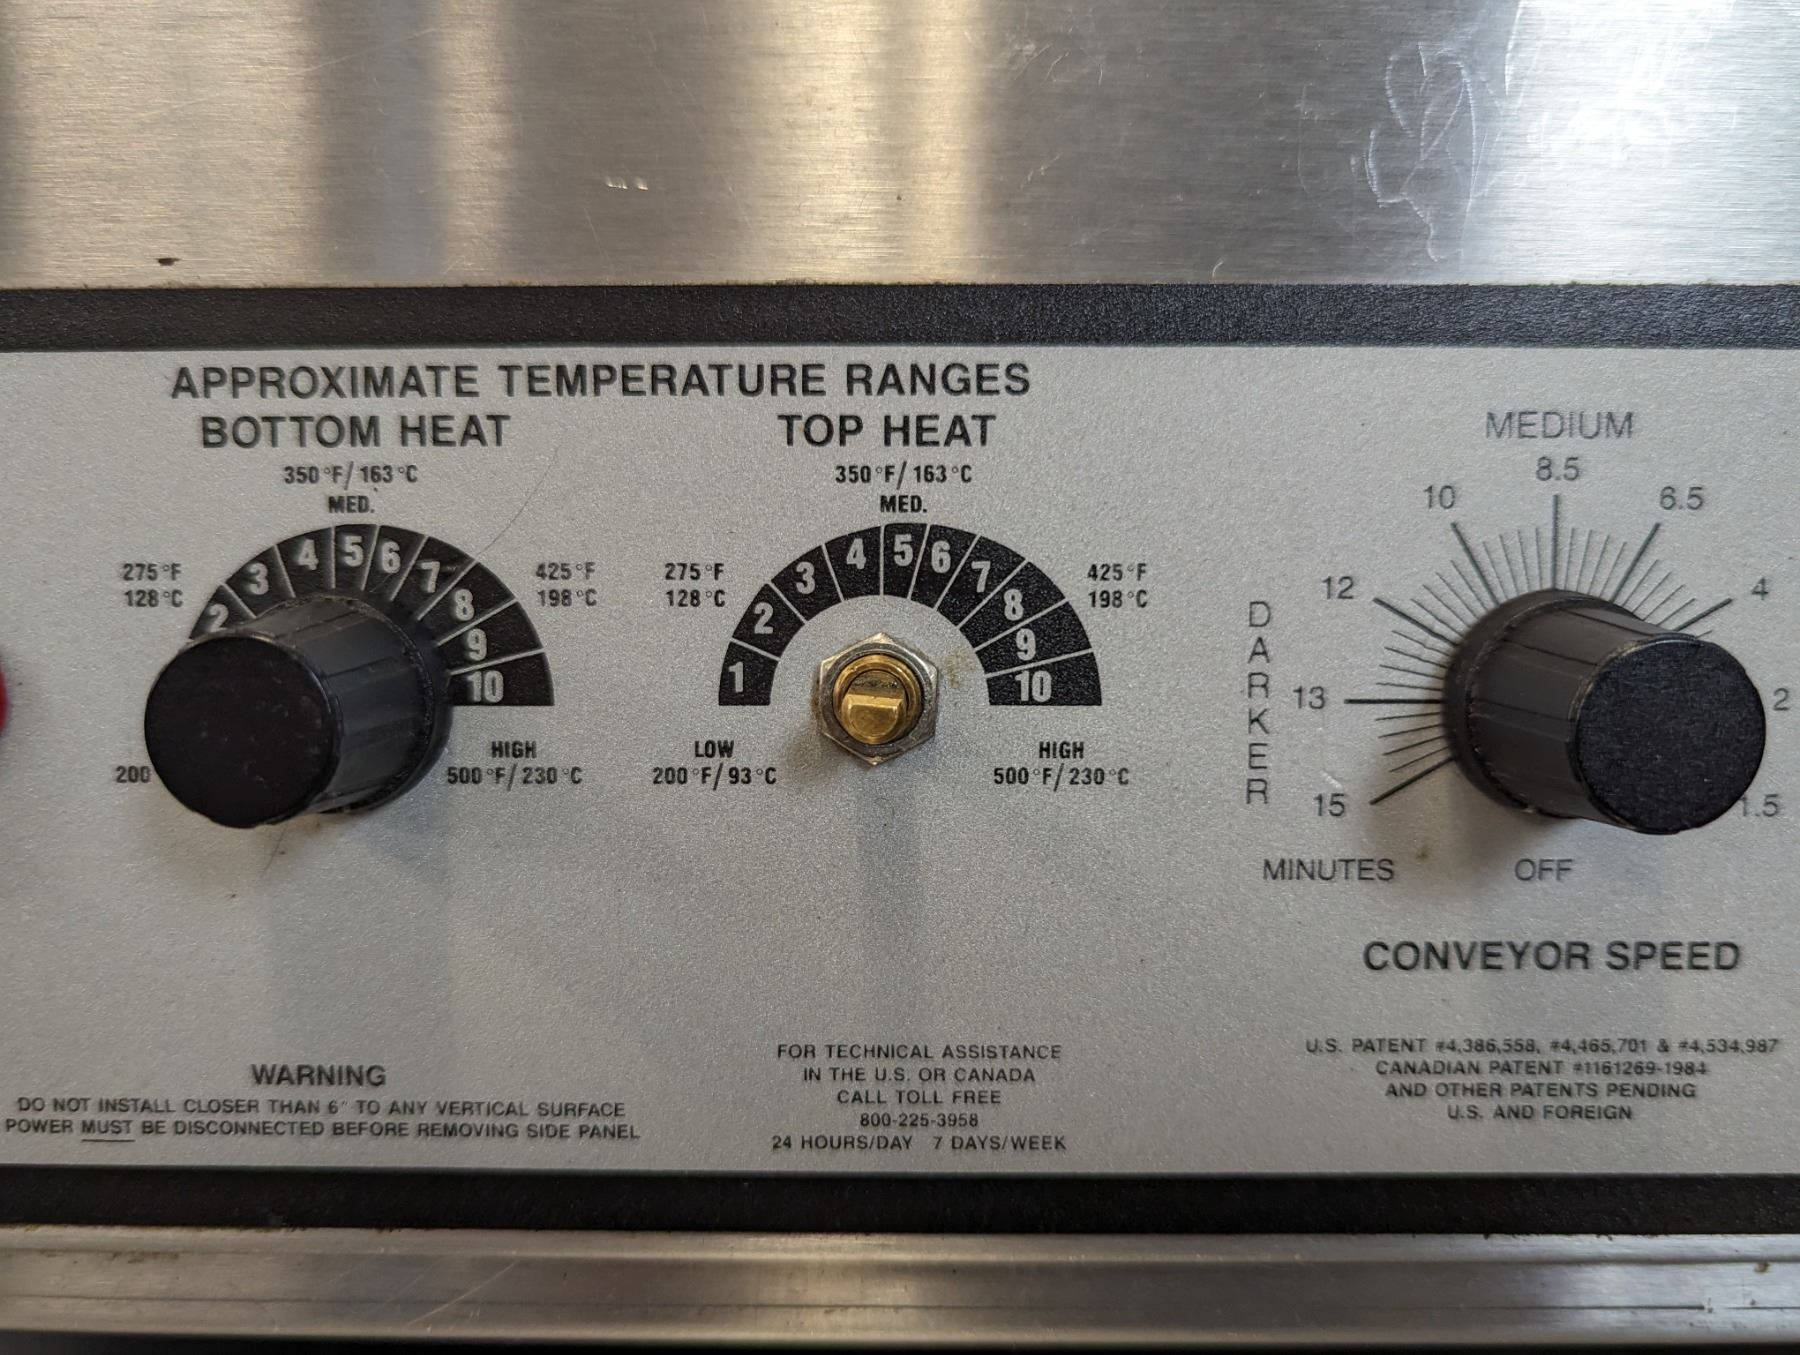 APPROXIMATE TEMPERATURE RANGES
BOTTOM HEAT
350°F/163°C
MED.
275°F
128°C
2 3 4 5 6 7 8 9 10
425°F
198°C
200
HIGH
500°F/230°C
TOP HEAT
350°F/163°C
MED.
275°F
128°C
1 2 3 4 5 6 7 8 9 10
425°F
198°C
LOW
200°F/93°C
HIGH
500°F/230°C
MEDIUM
8.5
10
6.5
12
4
DARKER
13
2
15
1.5
MINUTES
OFF
CONVEYOR SPEED
WARNING
DO NOT INSTALL CLOSER THAN 6" TO ANY VERTICAL SURFACE
POWER MUST BE DISCONNECTED BEFORE REMOVING SIDE PANEL
FOR TECHNICAL ASSISTANCE
IN THE U.S. OR CANADA
CALL TOLL FREE
800-225-3958
24 HOURS/DAY 7 DAYS/WEEK
U.S. PATENT #4,386,558, #4,465,701 & #4,534,987
CANADIAN PATENT #1161269-1984
AND OTHER PATENTS PENDING
U.S. AND FOREIGN